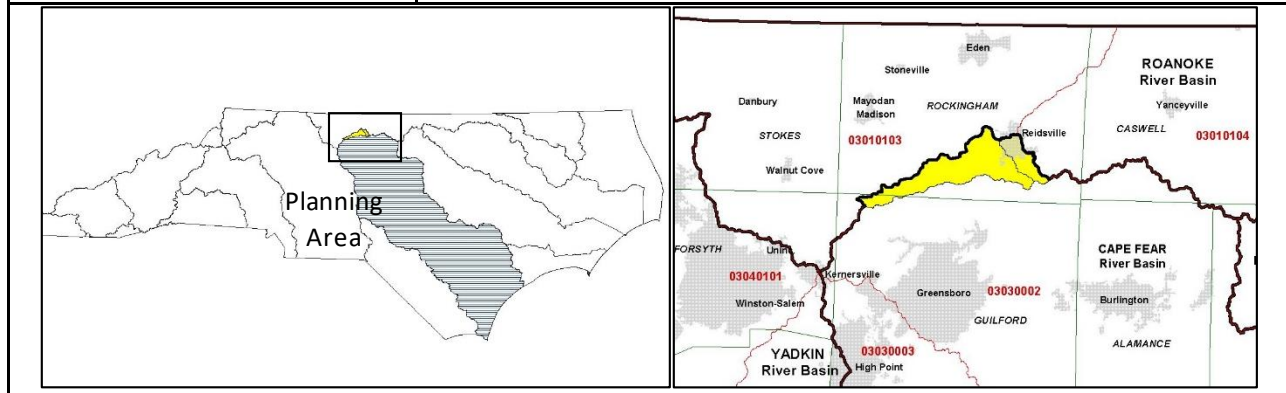 Planning
Area
Eden
Stoneville
ROANOKE
River Basin
Danbury
Mayodan
Madison
ROCKINGHAM
Yanceyville
STOKES
03010103
Reidsville
CASWELL
03010104
Walnut Cove
FORSYTH
CAPE FEAR
River Basin
03040101
Kernersville
Winston-Salem
Greensboro
03030002
Burlington
GUILFORD
ALAMANCE
YADKIN
River Basin
03030003
High Point